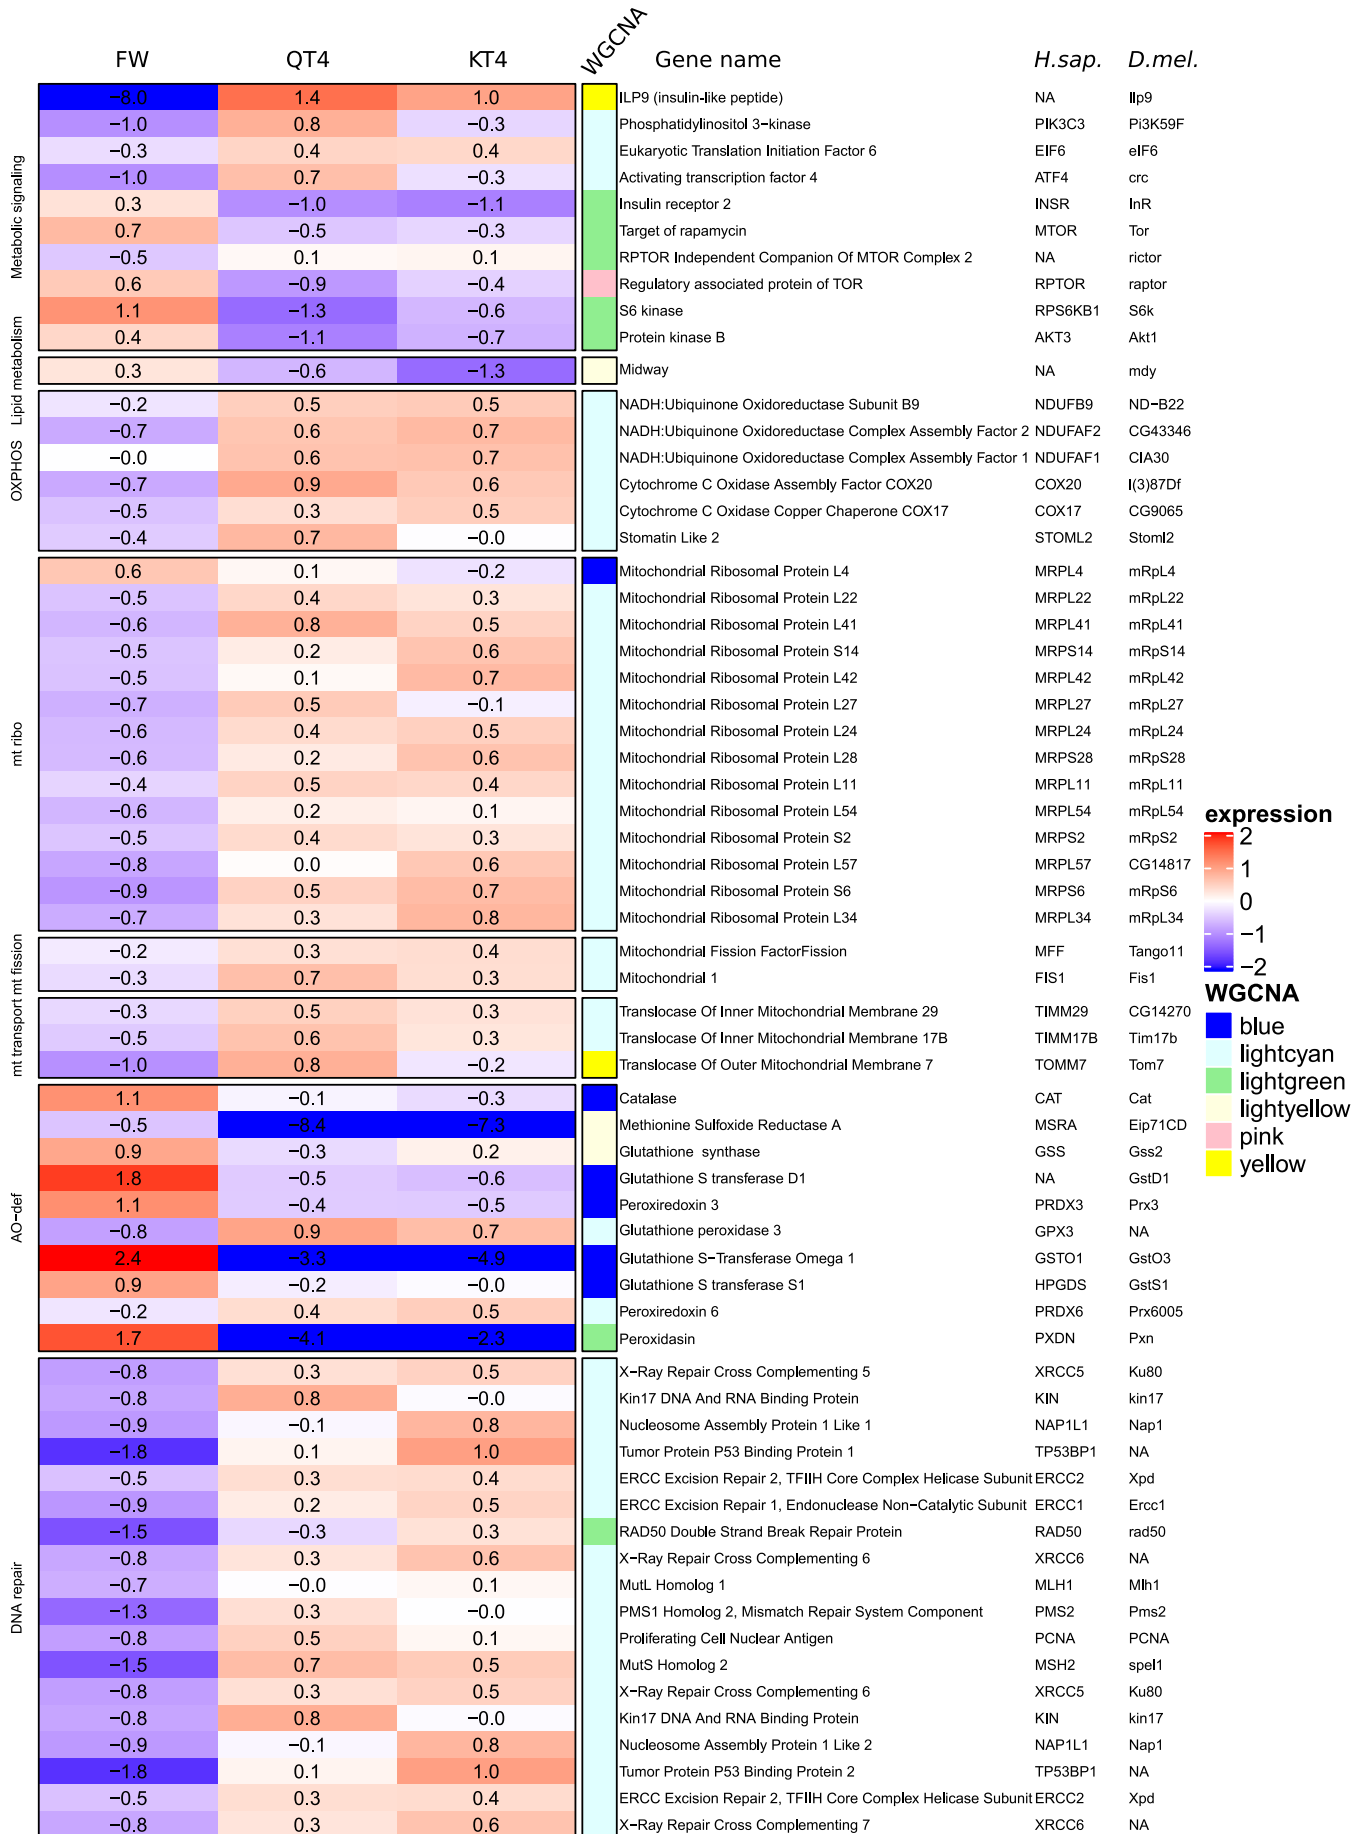 FW QT4 KT4 WGCNA Gene name H.sap. D.mel.
Metabolic signaling
−8.0 1.4 1.0 ILP9 (insulin−like peptide) NA Ilp9
−1.0 0.8 −0.3 Phosphatidylinositol 3−kinase PIK3C3 Pi3K59F
−0.3 0.4 0.4 Eukaryotic Translation Initiation Factor 6 EIF6 eIF6
−1.0 0.7 −0.3 Activating transcription factor 4 ATF4 crc
0.3 −1.0 −1.1 Insulin receptor 2 INSR InR
0.7 −0.5 −0.3 Target of rapamycin MTOR Tor
−0.5 0.1 0.1 RPTOR Independent Companion Of MTOR Complex 2 NA rictor
0.6 −0.9 −0.4 Regulatory associated protein of TOR RPTOR raptor
1.1 −1.3 −0.6 S6 kinase RPS6KB1 S6k
0.4 −1.1 −0.7 Protein kinase B AKT3 Akt1
Lipid metabolism
0.3 −0.6 −1.3 Midway NA mdy
OXPHOS
−0.2 0.5 0.5 NADH:Ubiquinone Oxidoreductase Subunit B9 NDUFB9 ND−B22
−0.7 0.6 0.7 NADH:Ubiquinone Oxidoreductase Complex Assembly Factor 2 NDUFAF2 CG43346
−0.0 0.6 0.7 NADH:Ubiquinone Oxidoreductase Complex Assembly Factor 1 NDUFAF1 CIA30
−0.7 0.9 0.6 Cytochrome C Oxidase Assembly Factor COX20 COX20 l(3)87Df
−0.5 0.3 0.5 Cytochrome C Oxidase Copper Chaperone COX17 COX17 CG9065
−0.4 0.7 −0.0 Stomatin Like 2 STOML2 Stoml2
mt ribo
0.6 0.1 −0.2 Mitochondrial Ribosomal Protein L4 MRPL4 mRpL4
−0.5 0.4 0.3 Mitochondrial Ribosomal Protein L22 MRPL22 mRpL22
−0.6 0.8 0.5 Mitochondrial Ribosomal Protein L41 MRPL41 mRpL41
−0.5 0.2 0.6 Mitochondrial Ribosomal Protein S14 MRPS14 mRpS14
−0.5 0.1 0.7 Mitochondrial Ribosomal Protein L42 MRPL42 mRpL42
−0.7 0.5 −0.1 Mitochondrial Ribosomal Protein L27 MRPL27 mRpL27
−0.6 0.4 0.5 Mitochondrial Ribosomal Protein L24 MRPL24 mRpL24
−0.6 0.2 0.6 Mitochondrial Ribosomal Protein L28 MRPS28 mRpS28
−0.4 0.5 0.4 Mitochondrial Ribosomal Protein L11 MRPL11 mRpL11
−0.6 0.2 0.1 Mitochondrial Ribosomal Protein L54 MRPL54 mRpL54
−0.5 0.4 0.3 Mitochondrial Ribosomal Protein S2 MRPS2 mRpS2
−0.8 0.0 0.6 Mitochondrial Ribosomal Protein L57 MRPL57 CG14817
−0.9 0.5 0.7 Mitochondrial Ribosomal Protein S6 MRPS6 mRpS6
−0.7 0.3 0.8 Mitochondrial Ribosomal Protein L34 MRPL34 mRpL34
mt fission
−0.2 0.3 0.4 Mitochondrial Fission FactorFission MFF Tango11
−0.3 0.7 0.3 Mitochondrial 1 FIS1 Fis1
mt transport
−0.3 0.5 0.3 Translocase Of Inner Mitochondrial Membrane 29 TIMM29 CG14270
−0.5 0.6 0.3 Translocase Of Inner Mitochondrial Membrane 17B TIMM17B Tim17b
−1.0 0.8 −0.2 Translocase Of Outer Mitochondrial Membrane 7 TOMM7 Tom7
AO−def
1.1 −0.1 −0.3 Catalase CAT Cat
−0.5 −8.4 −7.3 Methionine Sulfoxide Reductase A MSRA Eip71CD
0.9 −0.3 0.2 Glutathione synthase GSS Gss2
1.8 −0.5 −0.6 Glutathione S transferase D1 NA GstD1
1.1 −0.4 −0.5 Peroxiredoxin 3 PRDX3 Prx3
−0.8 0.9 0.7 Glutathione peroxidase 3 GPX3 NA
2.4 −3.3 −4.9 Glutathione S−Transferase Omega 1 GSTO1 GstO3
0.9 −0.2 −0.0 Glutathione S transferase S1 HPGDS GstS1
−0.2 0.4 0.5 Peroxiredoxin 6 PRDX6 Prx6005
1.7 −4.1 −2.3 Peroxidasin PXDN Pxn
DNA repair
−0.8 0.3 0.5 X−Ray Repair Cross Complementing 5 XRCC5 Ku80
−0.8 0.8 −0.0 Kin17 DNA And RNA Binding Protein KIN kin17
−0.9 −0.1 0.8 Nucleosome Assembly Protein 1 Like 1 NAP1L1 Nap1
−1.8 0.1 1.0 Tumor Protein P53 Binding Protein 1 TP53BP1 NA
−0.5 0.3 0.4 ERCC Excision Repair 2, TFIIH Core Complex Helicase Subunit ERCC2 Xpd
−0.9 0.2 0.5 ERCC Excision Repair 1, Endonuclease Non−Catalytic Subunit ERCC1 Ercc1
−1.5 −0.3 0.3 RAD50 Double Strand Break Repair Protein RAD50 rad50
−0.8 0.3 0.6 X−Ray Repair Cross Complementing 6 XRCC6 NA
−0.7 −0.0 0.1 MutL Homolog 1 MLH1 Mlh1
−1.3 0.3 −0.0 PMS1 Homolog 2, Mismatch Repair System Component PMS2 Pms2
−0.8 0.5 0.1 Proliferating Cell Nuclear Antigen PCNA PCNA
−1.5 0.7 0.5 MutS Homolog 2 MSH2 spel1
−0.8 0.3 0.5 X−Ray Repair Cross Complementing 6 XRCC5 Ku80
−0.8 0.8 −0.0 Kin17 DNA And RNA Binding Protein KIN kin17
−0.9 −0.1 0.8 Nucleosome Assembly Protein 1 Like 2 NAP1L1 Nap1
−1.8 0.1 1.0 Tumor Protein P53 Binding Protein 2 TP53BP1 NA
−0.5 0.3 0.4 ERCC Excision Repair 2, TFIIH Core Complex Helicase Subunit ERCC2 Xpd
−0.8 0.3 0.6 X−Ray Repair Cross Complementing 7 XRCC6 NA
expression
2
1
0
−1
−2
WGCNA
blue
lightcyan
lightgreen
lightyellow
pink
yellow